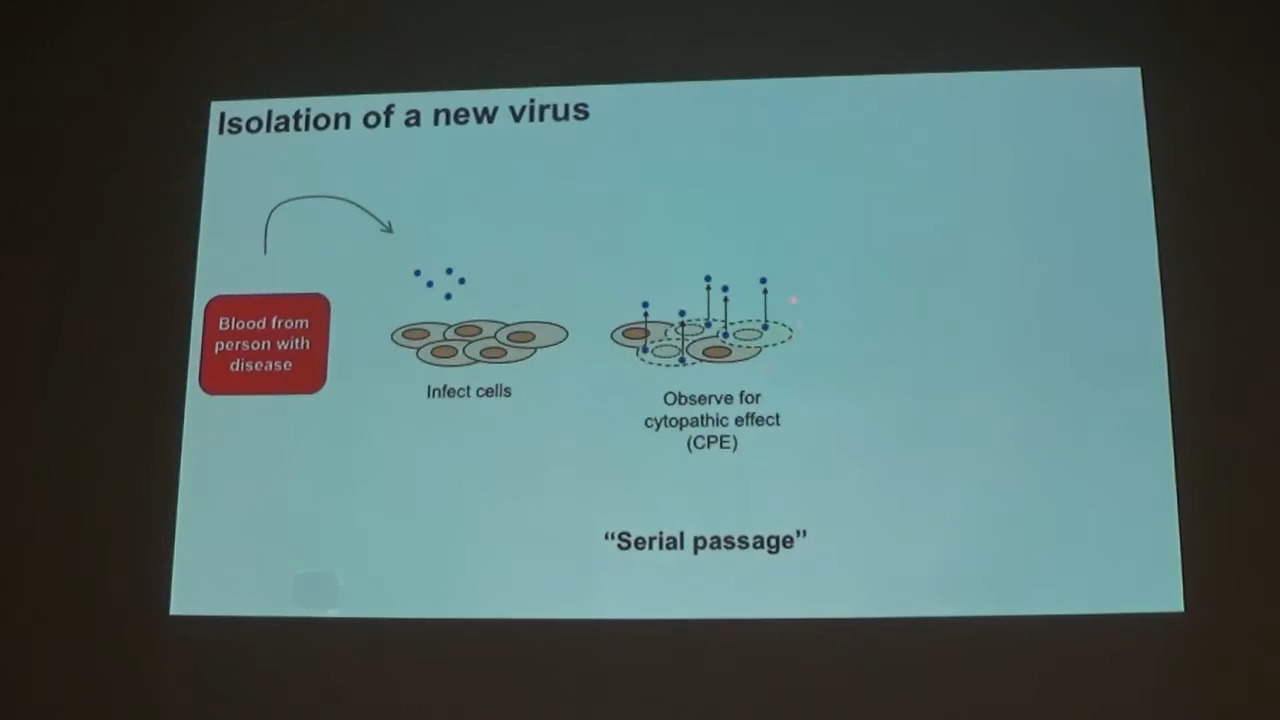 Isolation of a new virus
Blood from
person with
disease
Infect cells
Observe for
cytopathic effect
(CPE)
“Serial passage”